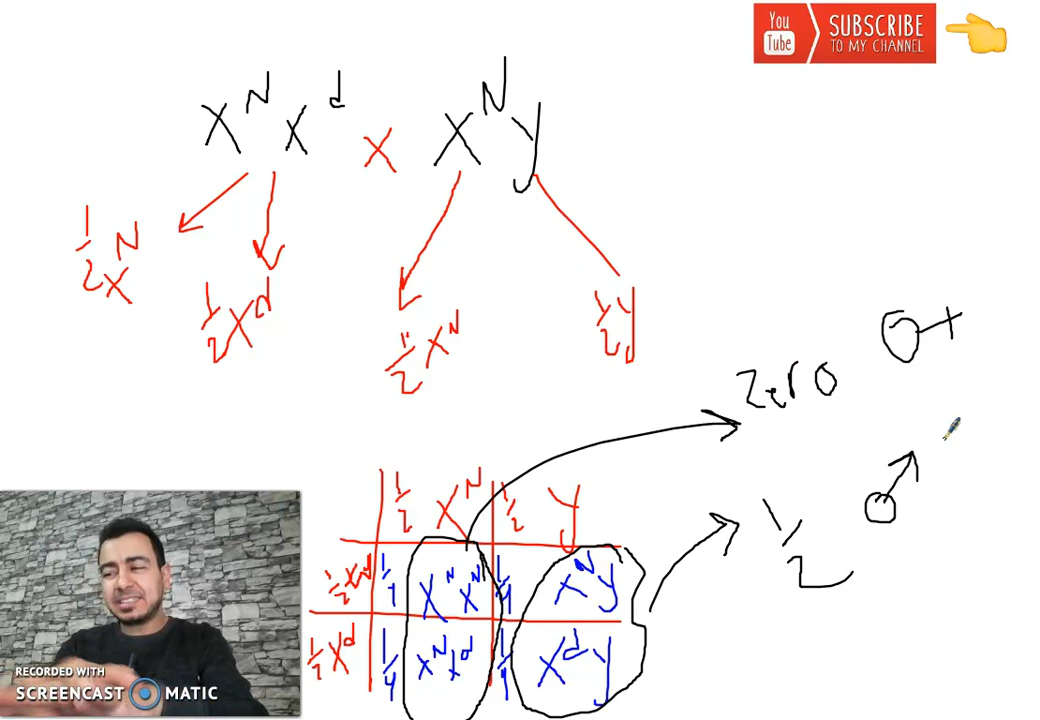 You Tube SUBSCRIBE TO MY CHANNEL
X^N X^d x X^N y
1/2 X^N 1/2 X^d 1/2 X^N 1/2 y
Zero
1/2
1/2 X^N 1/2 y
1/2 X^N 1/4 X^N X^N 1/4 X^N y
1/2 X^d 1/4 X^N X^d 1/4 X^d y
RECORDED WITH
SCREENCAST MATIC